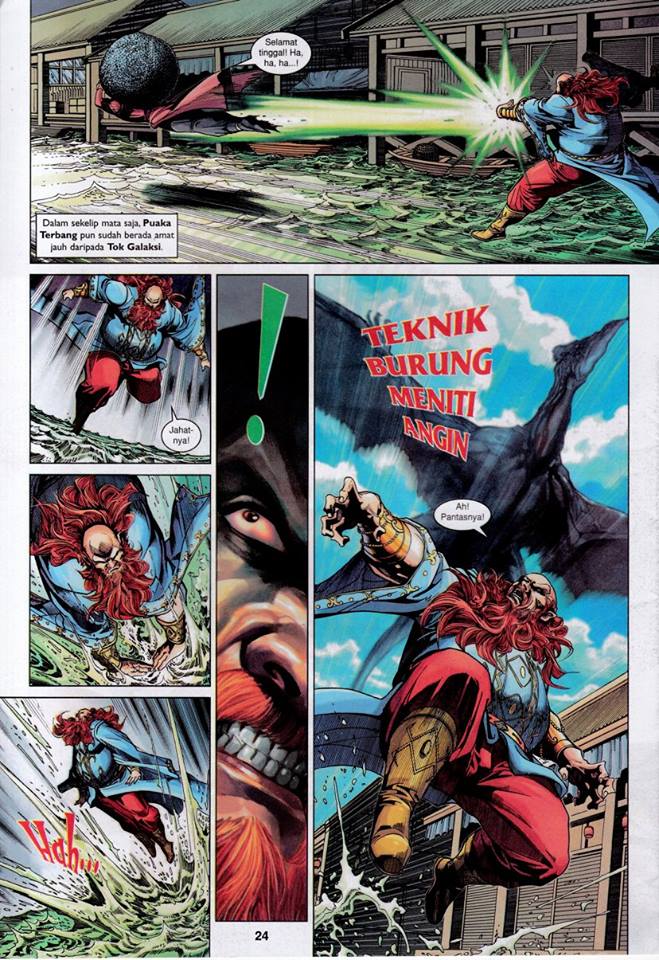 Selamat
tinggal! Ha,
ha, ha...!
Dalam sekelip mata saja, Puaka
Terbang pun sudah berada amat
jauh daripada Tok Galaksi.
Jahat-
nya!
Hah...
!
TEKNIK
BURUNG
MENITI
ANGIN
Ah!
Pantasnya!
24